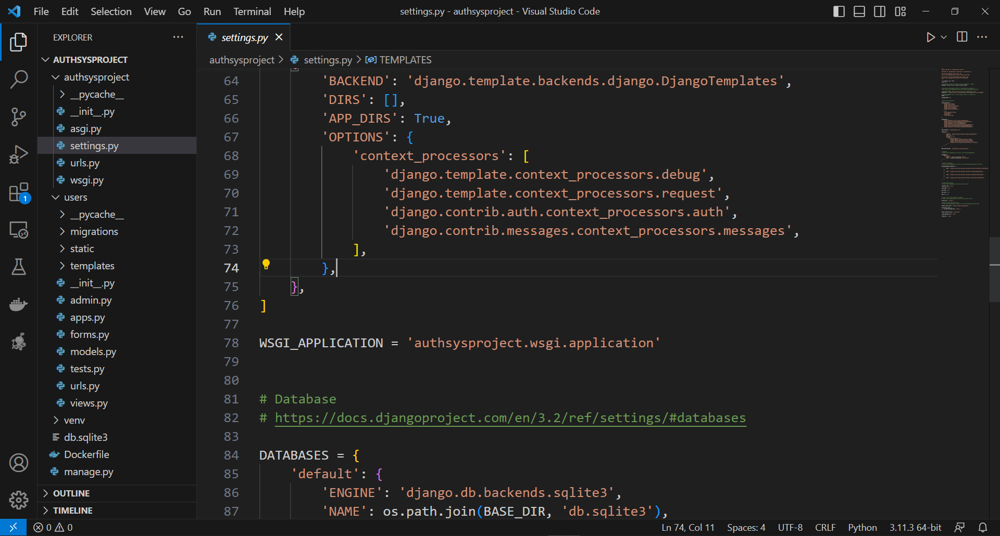 File Edit Selection View Go Run Terminal Help
settings.py - authsysproject - Visual Studio Code
EXPLORER
AUTHSYSPROJECT
authsysproject
__pycache__
__init__.py
asgi.py
settings.py
urls.py
wsgi.py
users
__pycache__
migrations
static
templates
__init__.py
admin.py
apps.py
forms.py
models.py
tests.py
urls.py
views.py
venv
db.sqlite3
Dockerfile
manage.py
OUTLINE
TIMELINE
1
settings.py
authsysproject > settings.py > TEMPLATES
64 'BACKEND': 'django.template.backends.django.DjangoTemplates',
65 'DIRS': [],
66 'APP_DIRS': True,
67 'OPTIONS': {
68 'context_processors': [
69 'django.template.context_processors.debug',
70 'django.template.context_processors.request',
71 'django.contrib.auth.context_processors.auth',
72 'django.contrib.messages.context_processors.messages',
73 ],
74 },
75 },
76 ]
77
78 WSGI_APPLICATION = 'authsysproject.wsgi.application'
79
80
81 # Database
82 # https://docs.djangoproject.com/en/3.2/ref/settings/#databases
83
84 DATABASES = {
85 'default': {
86 'ENGINE': 'django.db.backends.sqlite3',
87 'NAME': os.path.join(BASE_DIR, 'db.sqlite3'),
0 0
Ln 74, Col 11 Spaces: 4 UTF-8 CRLF Python 3.11.3 64-bit